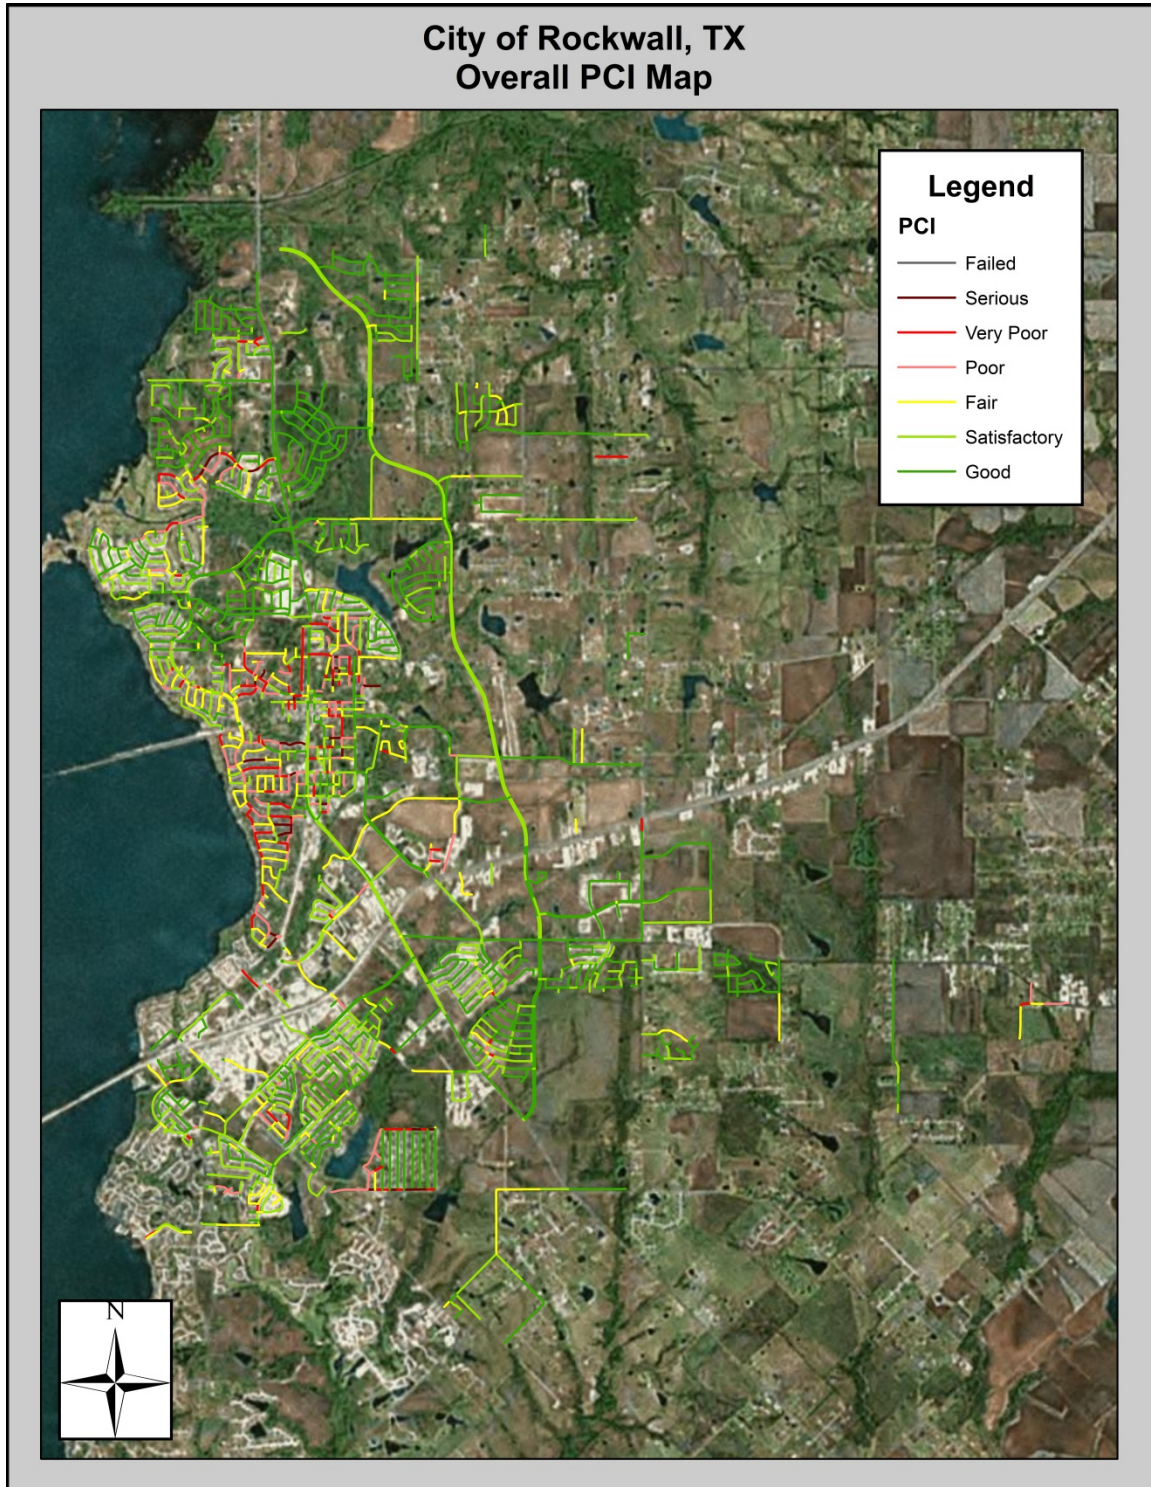 City of Rockwall, TX
Overall PCI Map
Legend
PCI
Failed
Serious
Very Poor
Poor
Fair
Satisfactory
Good
N